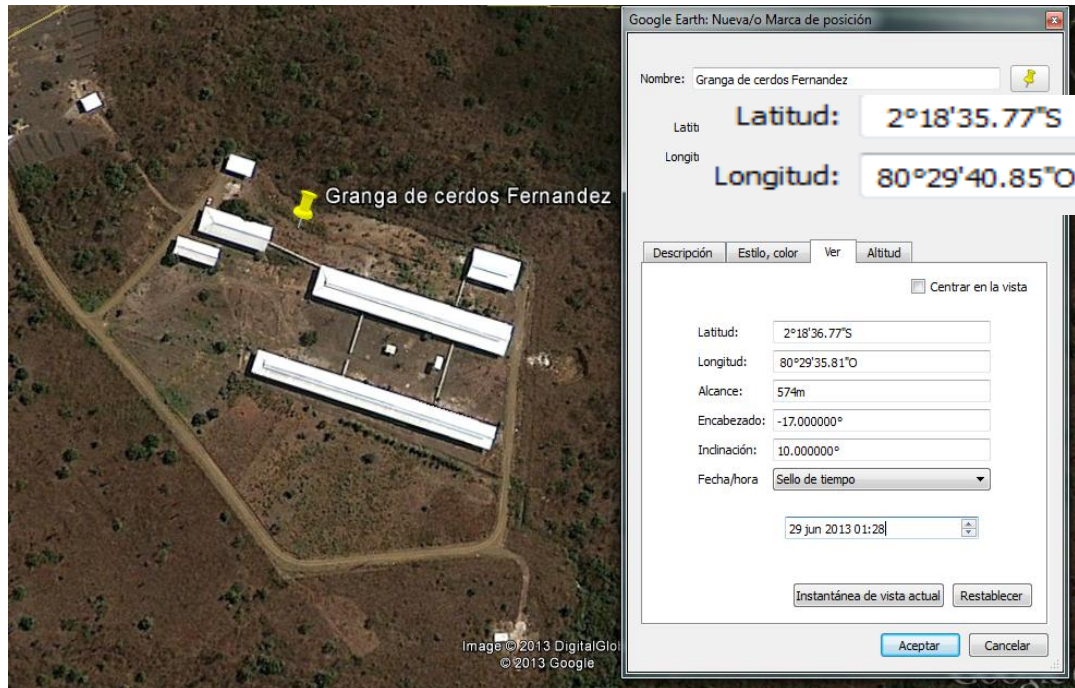 Google Earth: Nueva/o Marca de posición
Nombre: Granga de cerdos Fernandez
Latit
Latitud: 2°18'35.77"S
Longit
Longitud: 80°29'40.85"O
Granga de cerdos Fernandez
Descripción Estilo, color Ver Altitud
Centrar en la vista
Latitud: 2°18'36.77"S
Longitud: 80°29'35.81"O
Alcance: 574m
Encabezado: -17.000000°
Inclinación: 10.000000°
Fecha/hora Sello de tiempo
29 jun 2013 01:28
Instantánea de vista actual Restablecer
Aceptar Cancelar
Image © 2013 DigitalGlo
© 2013 Google
Google